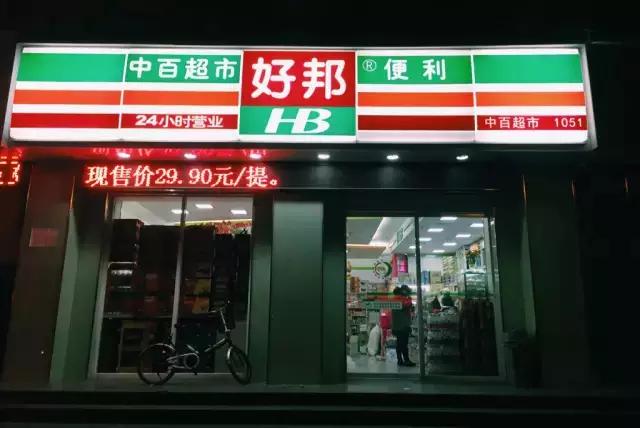 中百超市
24小时营业
好邦
HB
®便利
中百超市 1051
现售价29.90元/提。